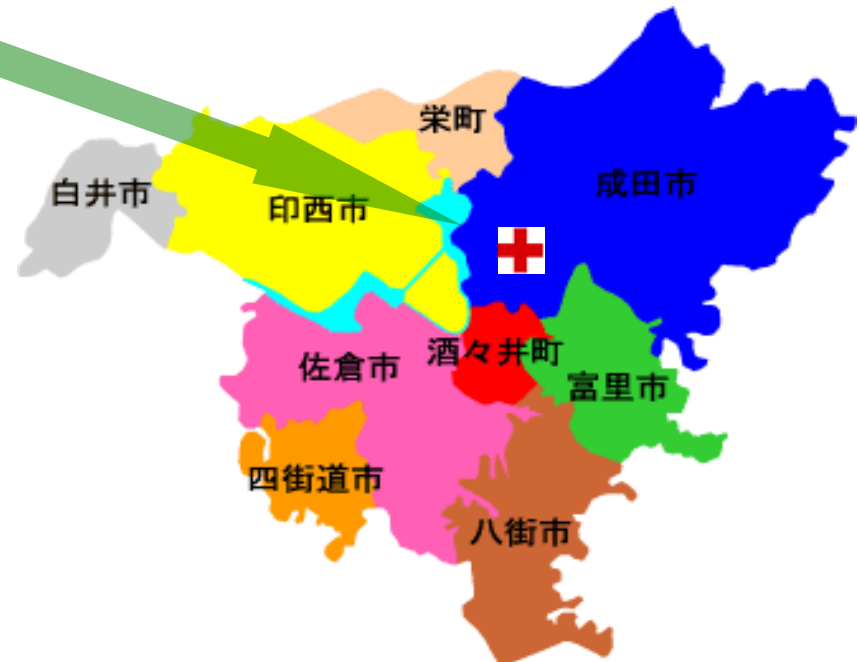 栄町
成田市
白井市
印西市
酒々井町
佐倉市
富里市
四街道市
八街市